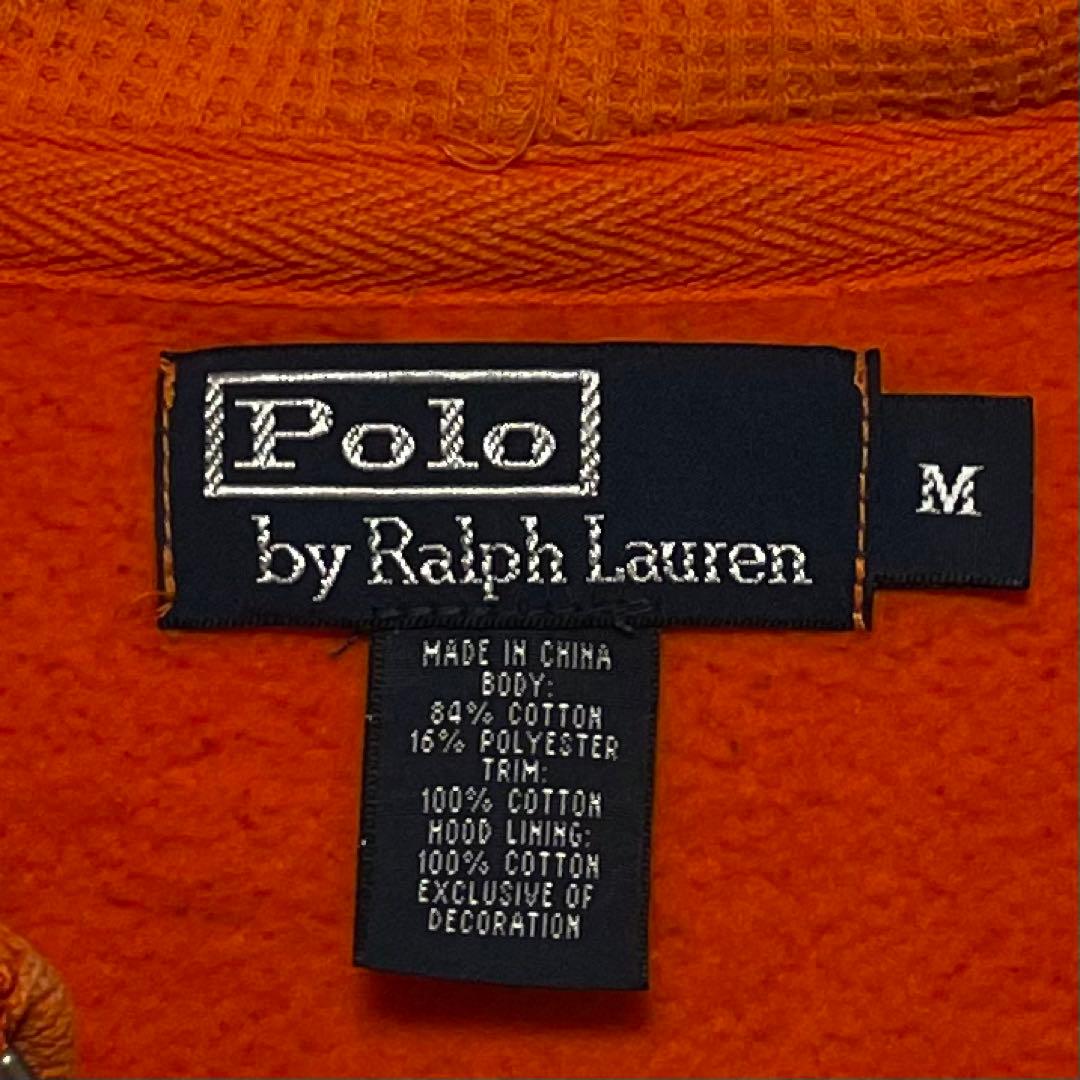 Polo
by Ralph Lauren
M
MADE IN CHINA
BODY:
84% COTTON
16% POLYESTER
TRIM:
100% COTTON
HOOD LINING:
100% COTTON
EXCLUSIVE OF
DECORATION